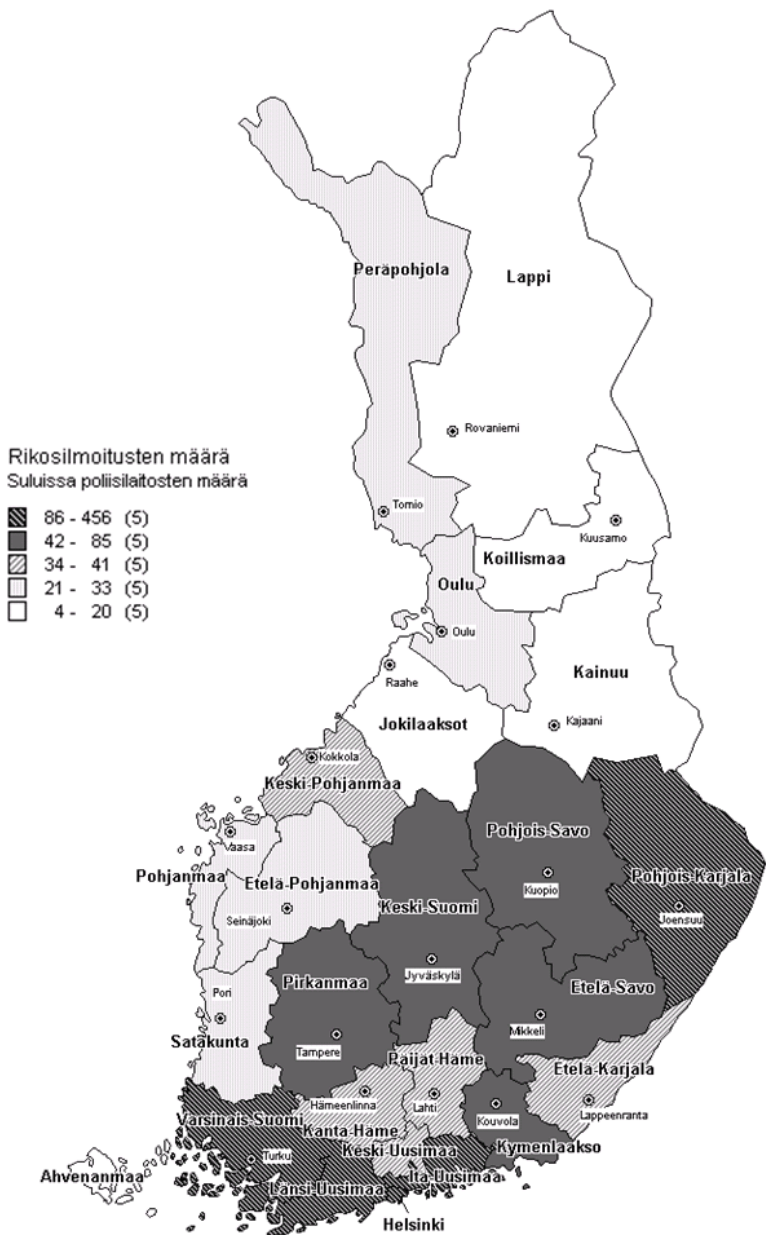 Peräpohjola
Lappi
Rovaniemi
Rikosilmoitusten määrä
Suluissa poliisilaitosten määrä
86 - 456 (5)
42 - 85 (5)
34 - 41 (5)
21 - 33 (5)
4 - 20 (5)
Tornio
Kuusamo
Koillismaa
Oulu
Oulu
Raahe
Kainuu
Jokilaaksot
Kajaani
Kokkola
Keski-Pohjanmaa
Pohjois-Savo
Vaasa
Pohjanmaa
Etelä-Pohjanmaa
Kuopio
Pohjois-Karjala
Keski-Suomi
Seinäjoki
Joensuu
Jyväskylä
Pirkanmaa
Etelä-Savo
Pori
Mikkeli
Satakunta
Tampere
Päijät-Häme
Etelä-Karjala
Hämeenlinna
Lahti
Kouvola
Lappeenranta
Varsinais-Suomi
Kanta-Häme
Keski-Uusimaa
Kymenlaakso
Turku
Ahvenanmaa
Länsi-Uusimaa
Itä-Uusimaa
Helsinki